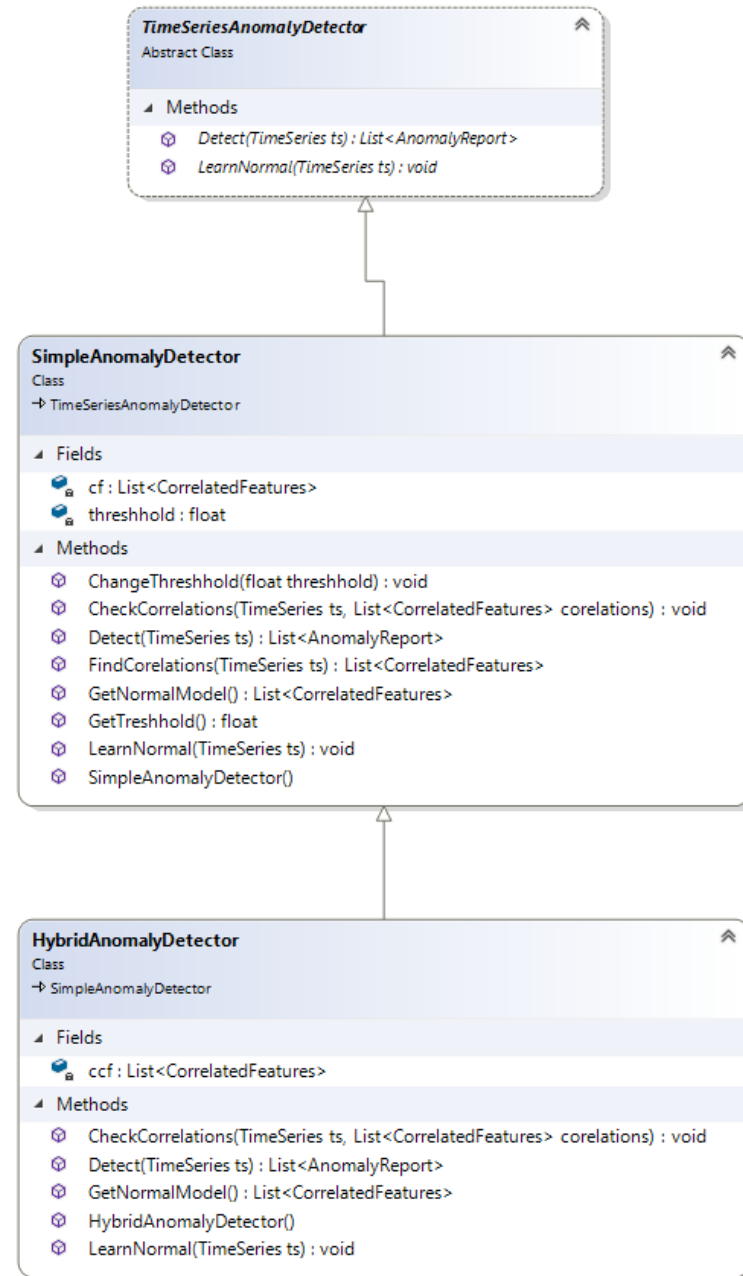 TimeSeriesAnomalyDetector
Abstract Class
Methods
Detect(TimeSeries ts) : List<AnomalyReport>
LearnNormal(TimeSeries ts) : void
SimpleAnomalyDetector
Class
TimeSeriesAnomalyDetector
Fields
cf : List<CorrelatedFeatures>
threshhold : float
Methods
ChangeThreshhold(float threshhold) : void
CheckCorrelations(TimeSeries ts, List<CorrelatedFeatures> corelations) : void
Detect(TimeSeries ts) : List<AnomalyReport>
FindCorelations(TimeSeries ts) : List<CorrelatedFeatures>
GetNormalModel() : List<CorrelatedFeatures>
GetTreshhold() : float
LearnNormal(TimeSeries ts) : void
SimpleAnomalyDetector()
HybridAnomalyDetector
Class
SimpleAnomalyDetector
Fields
ccf : List<CorrelatedFeatures>
Methods
CheckCorrelations(TimeSeries ts, List<CorrelatedFeatures> corelations) : void
Detect(TimeSeries ts) : List<AnomalyReport>
GetNormalModel() : List<CorrelatedFeatures>
HybridAnomalyDetector()
LearnNormal(TimeSeries ts) : void